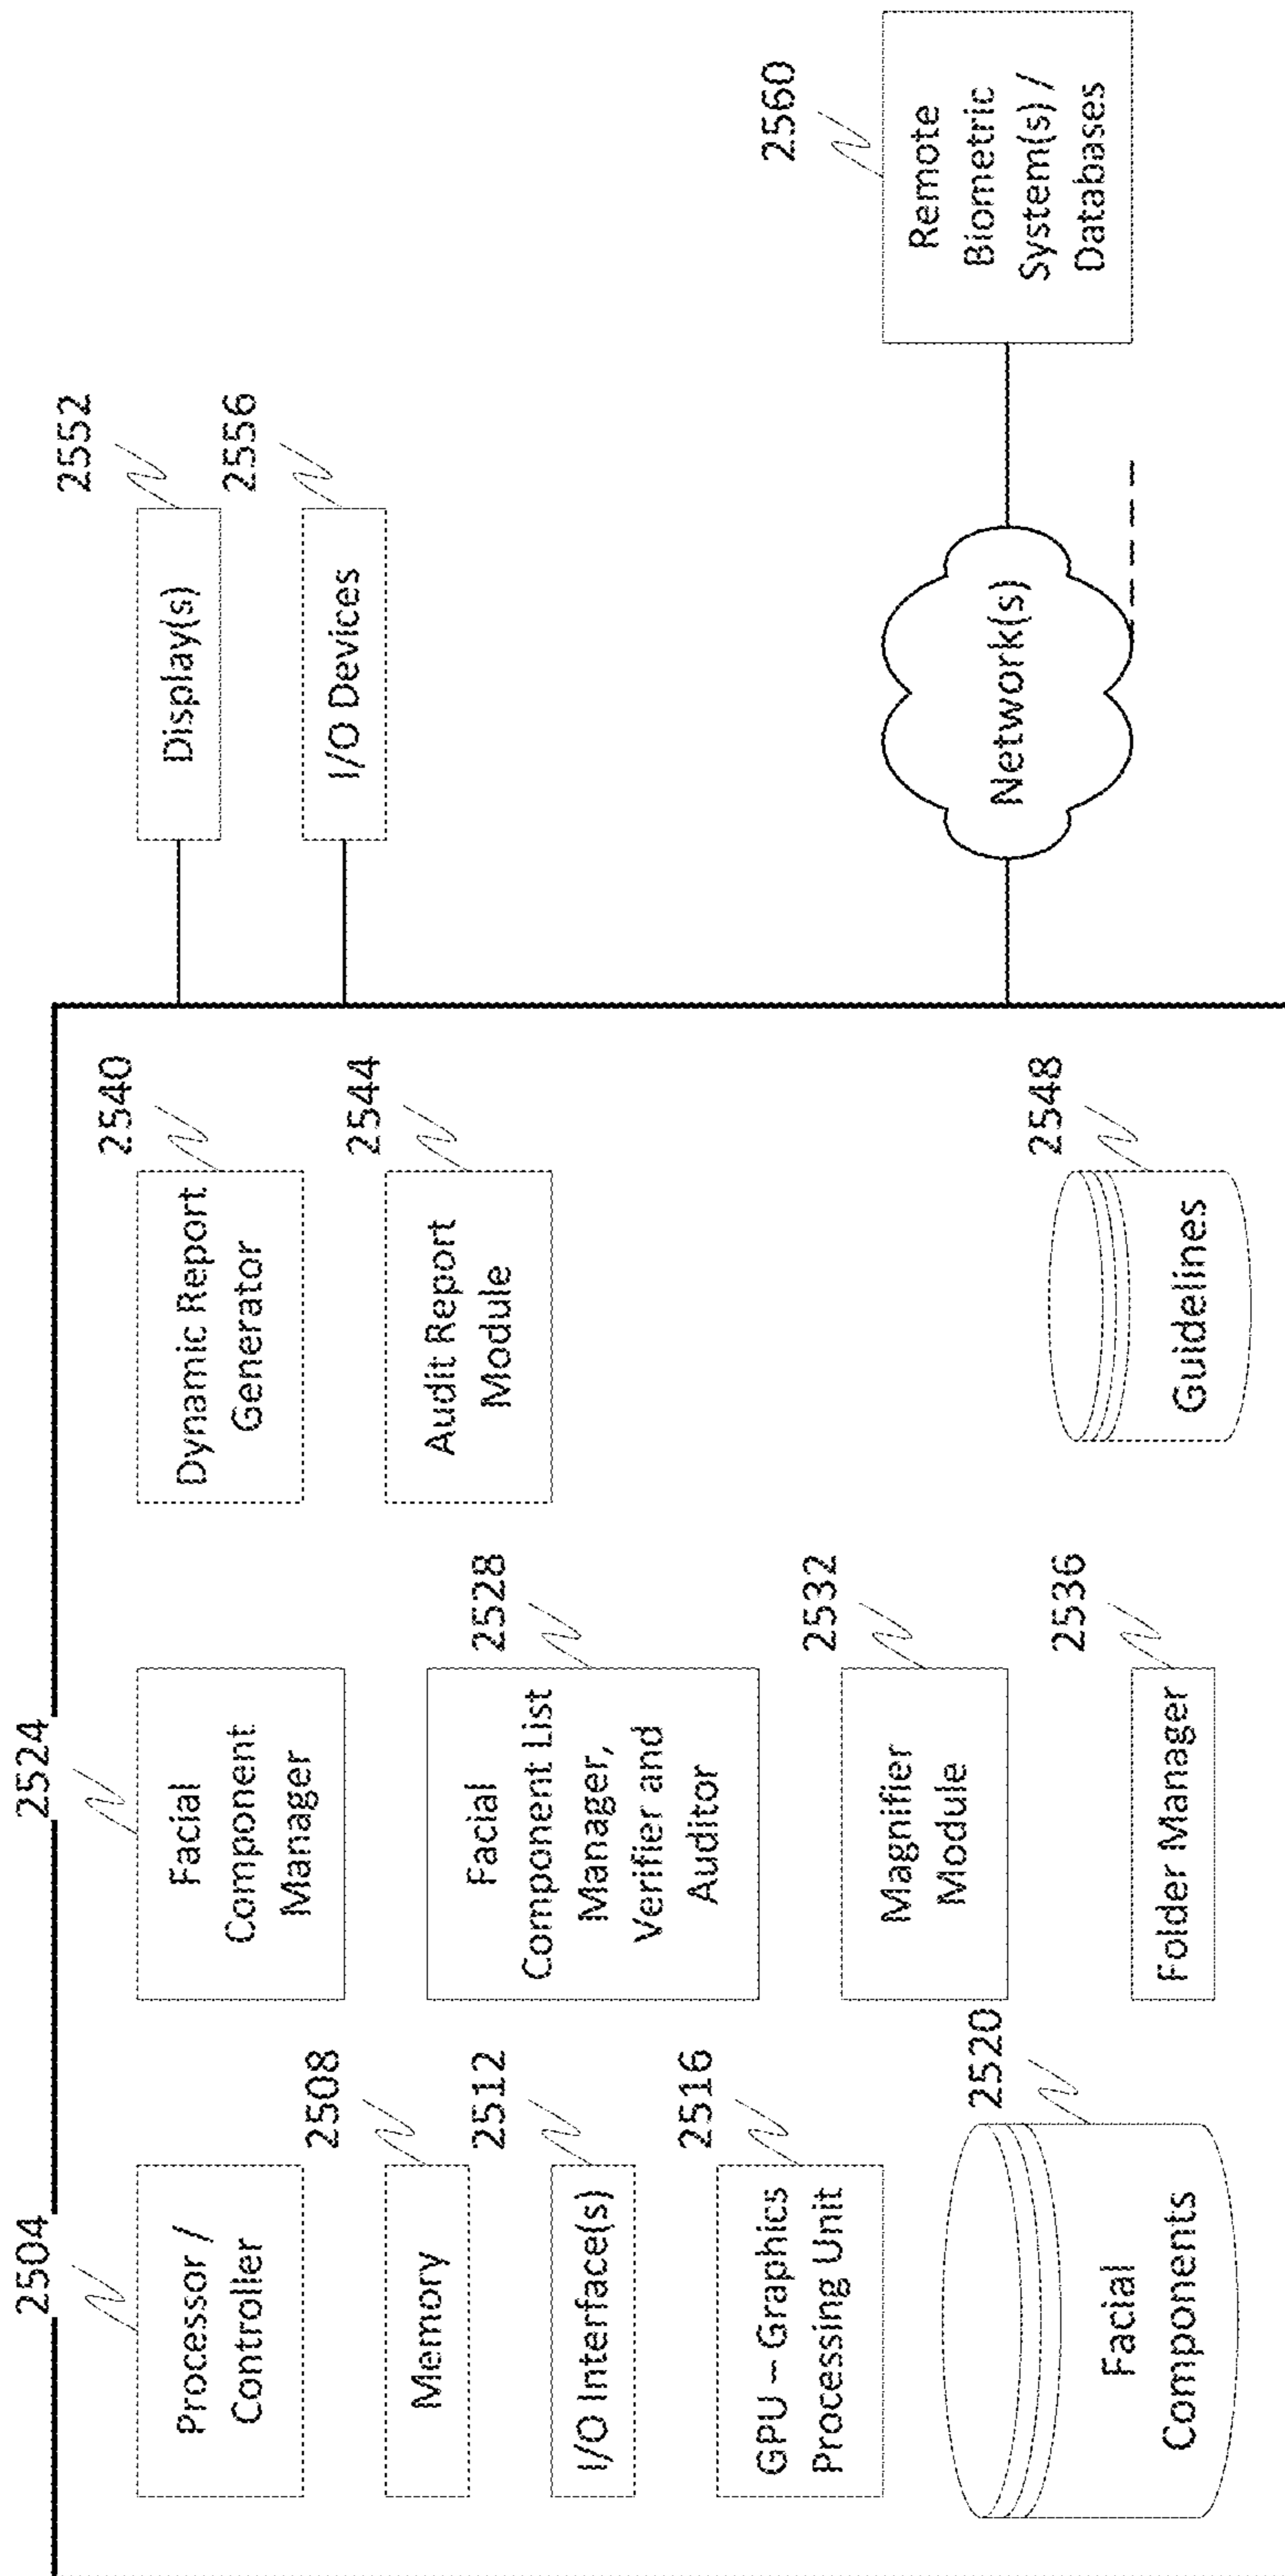 2504
Processor /
Controller
2508
Memory
2512
I/O Interface(s)
2516
GPU – Graphics
Processing Unit
2520
Facial
Components
2524
Facial
Component
Manager
2528
Facial
Component List
Manager,
Verifier and
Auditor
2532
Magnifier
Module
2536
Folder Manager
2540
Dynamic Report
Generator
2544
Audit Report
Module
2548
Guidelines
2552
Display(s)
2556
I/O Devices
Network(s)
2560
Remote
Biometric
System(s) /
Databases